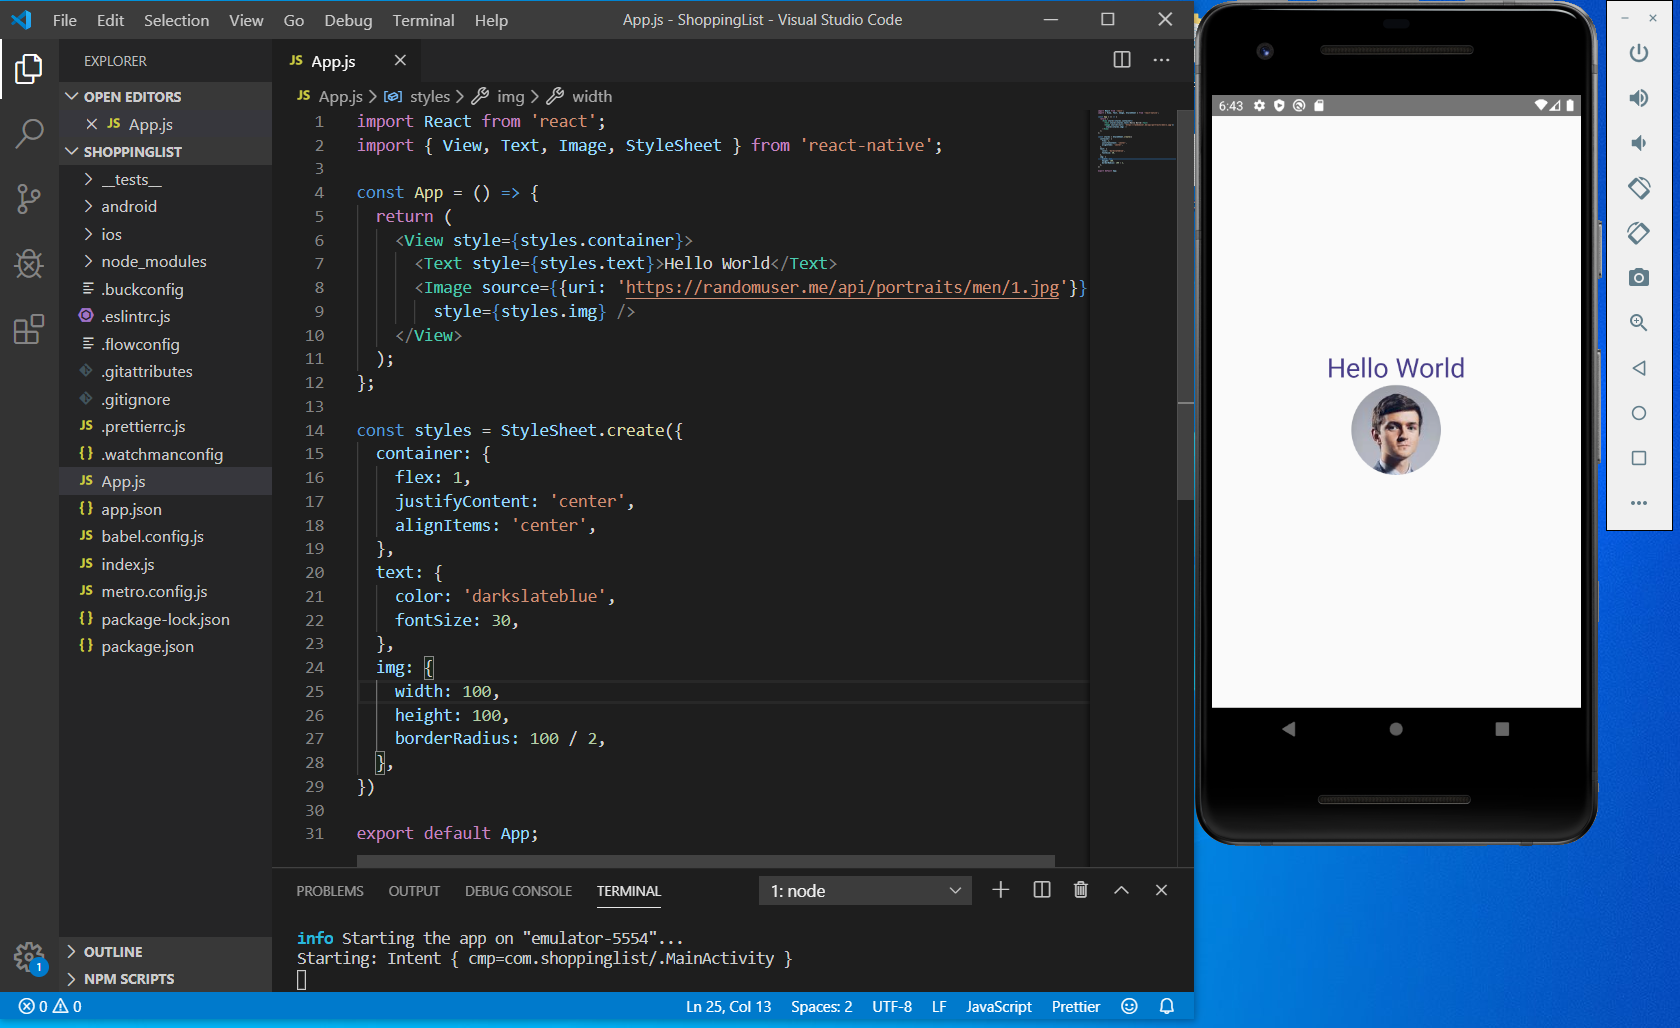 File Edit Selection View Go Debug Terminal Help
App.js - ShoppingList - Visual Studio Code
EXPLORER
OPEN EDITORS
JS App.js
SHOPPINGLIST
__tests__
android
ios
node_modules
.buckconfig
.eslintrc.js
.flowconfig
.gitattributes
.gitignore
JS .prettierrc.js
{} .watchmanconfig
JS App.js
{} app.json
JS babel.config.js
JS index.js
JS metro.config.js
{} package-lock.json
{} package.json
OUTLINE
NPM SCRIPTS
1
JS App.js
JS App.js > styles > img > width
1 import React from 'react';
2 import { View, Text, Image, StyleSheet } from 'react-native';
3
4 const App = () => {
5 return (
6 <View style={styles.container}>
7 <Text style={styles.text}>Hello World</Text>
8 <Image source={{uri: 'https://randomuser.me/api/portraits/men/1.jpg'}}
9 style={styles.img} />
10 </View>
11 );
12 };
13
14 const styles = StyleSheet.create({
15 container: {
16 flex: 1,
17 justifyContent: 'center',
18 alignItems: 'center',
19 },
20 text: {
21 color: 'darkslateblue',
22 fontSize: 30,
23 },
24 img: {
25 width: 100,
26 height: 100,
27 borderRadius: 100 / 2,
28 },
29 })
30
31 export default App;
PROBLEMS OUTPUT DEBUG CONSOLE TERMINAL
1: node
info Starting the app on "emulator-5554"...
Starting: Intent { cmp=com.shoppinglist/.MainActivity }
0 0
Ln 25, Col 13 Spaces: 2 UTF-8 LF JavaScript Prettier
6:43
Hello World